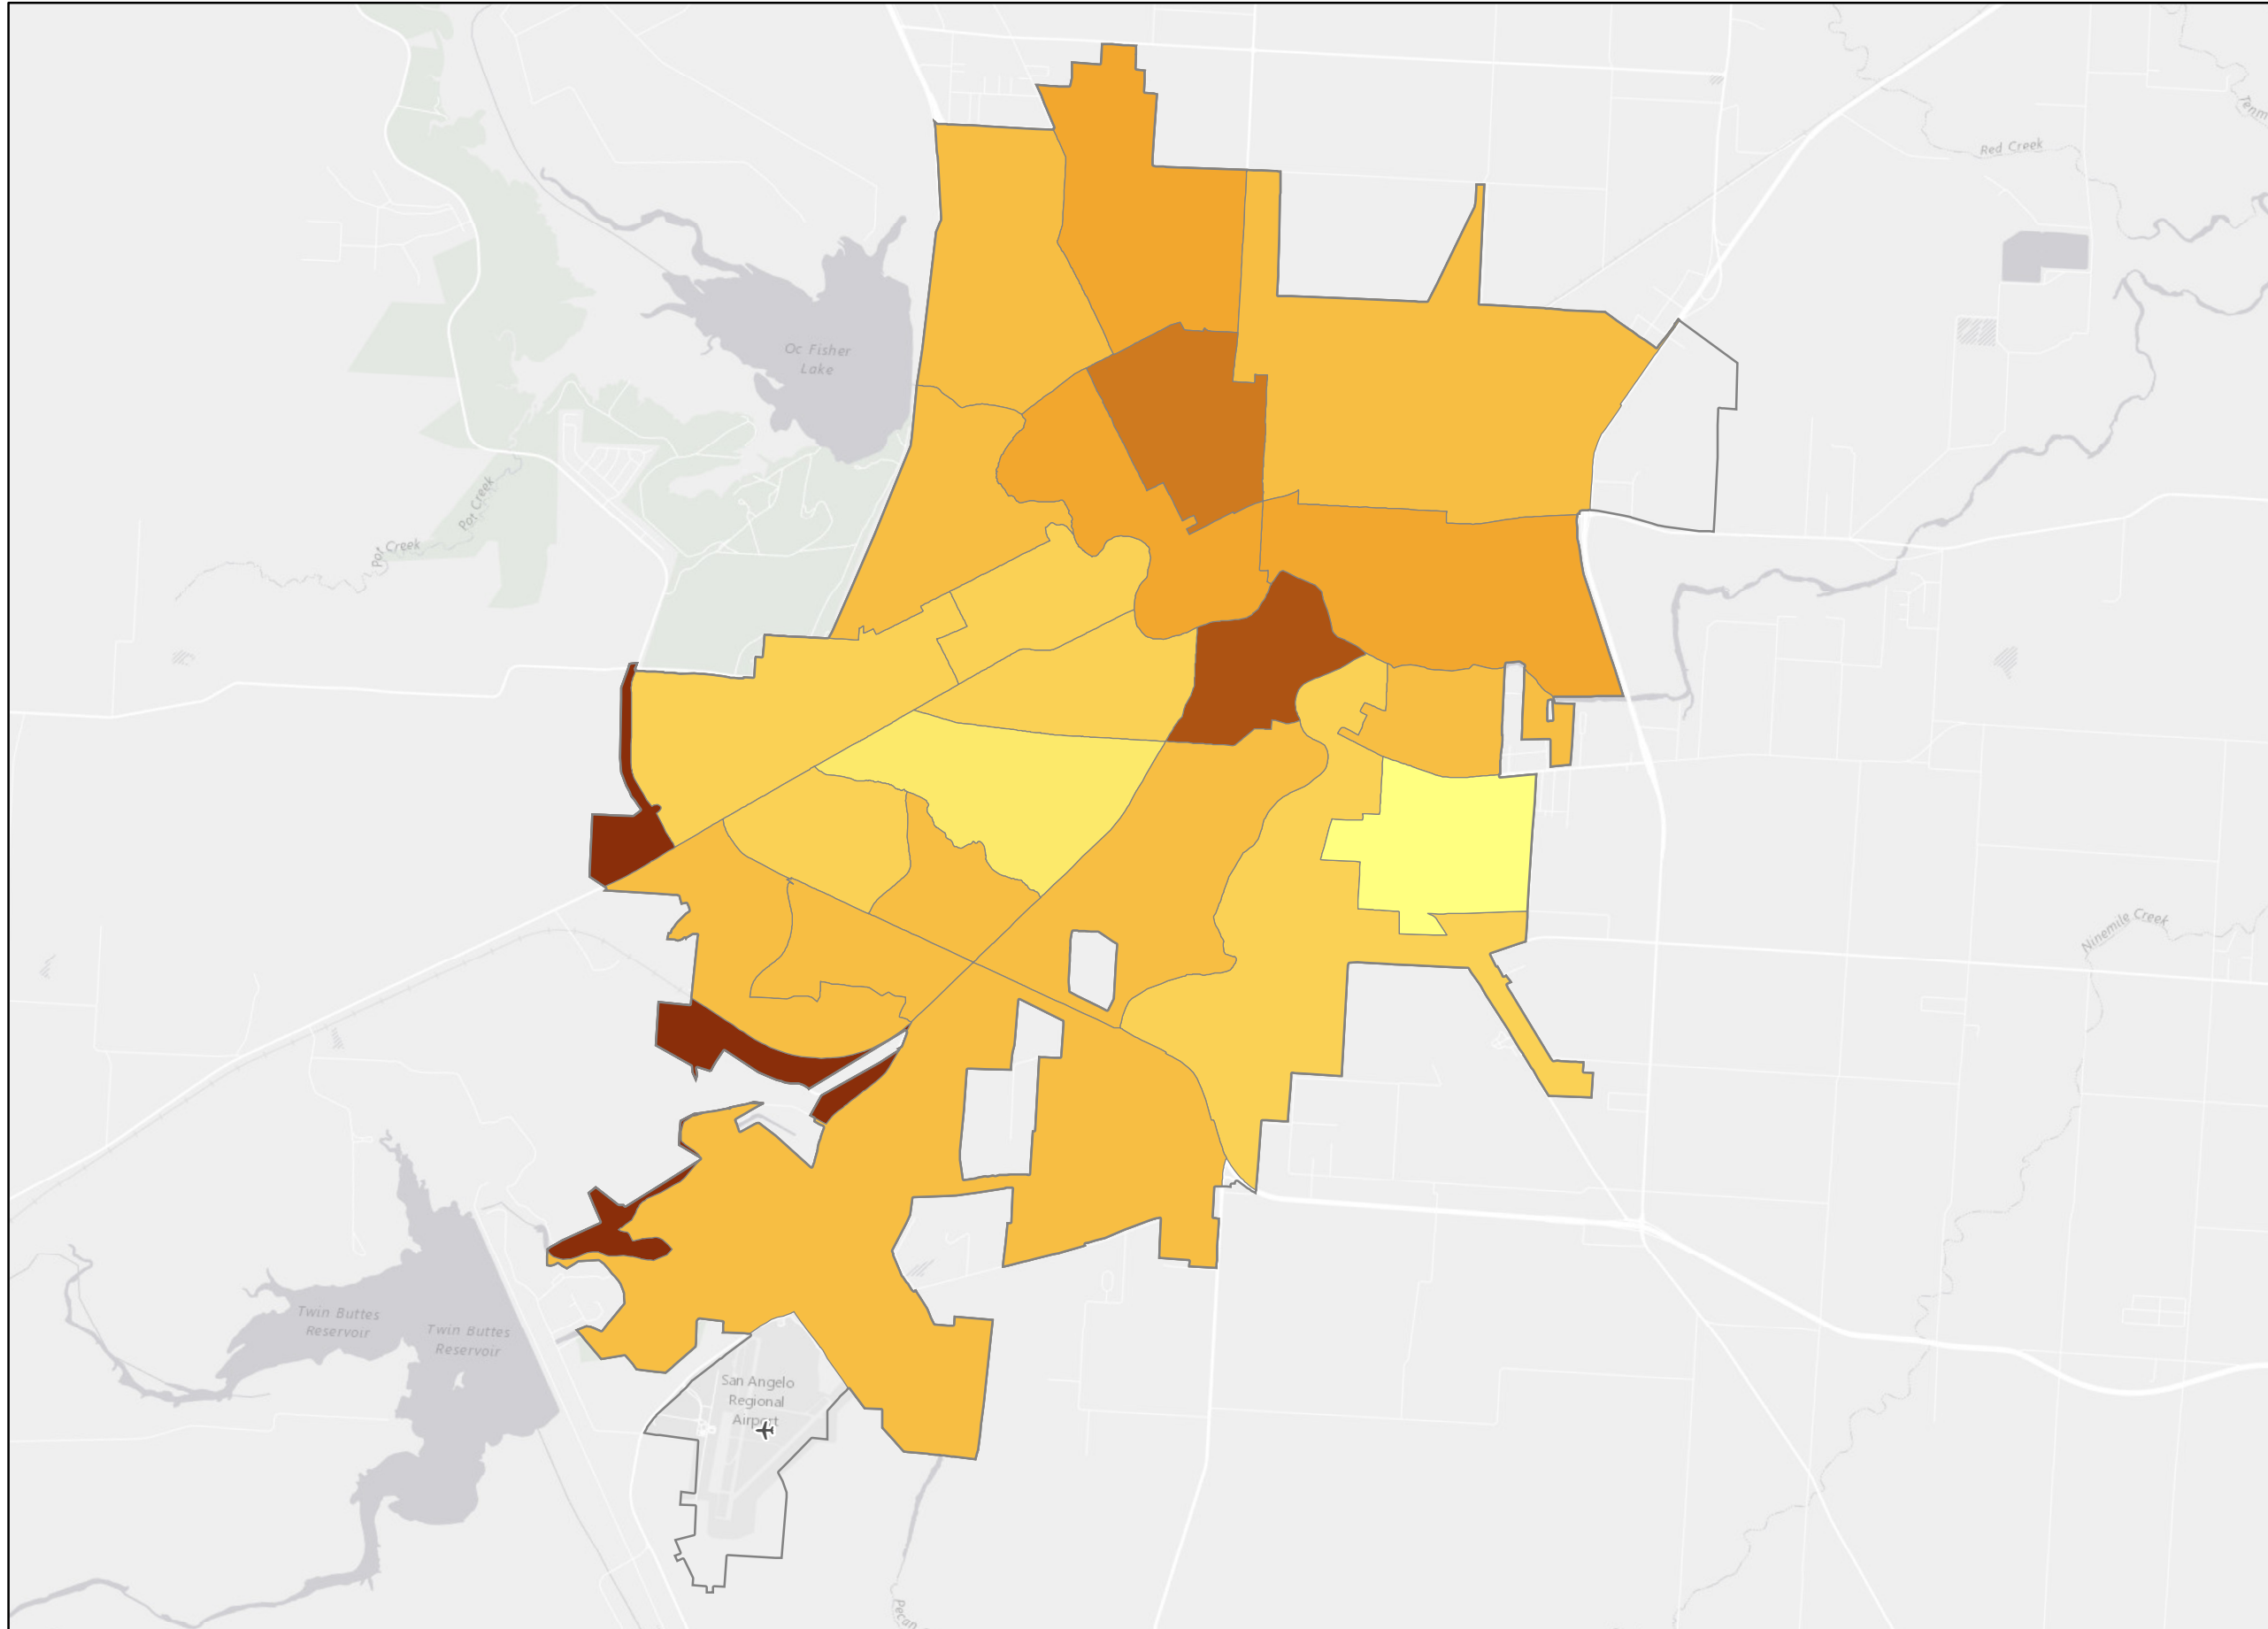 Red Creek
Oc Fisher
Lake
Pot Creek
Pot Creek
Ninemile Creek
Twin Buttes
Reservoir
Twin Buttes
Reservoir
San Angelo
Regional
Airport